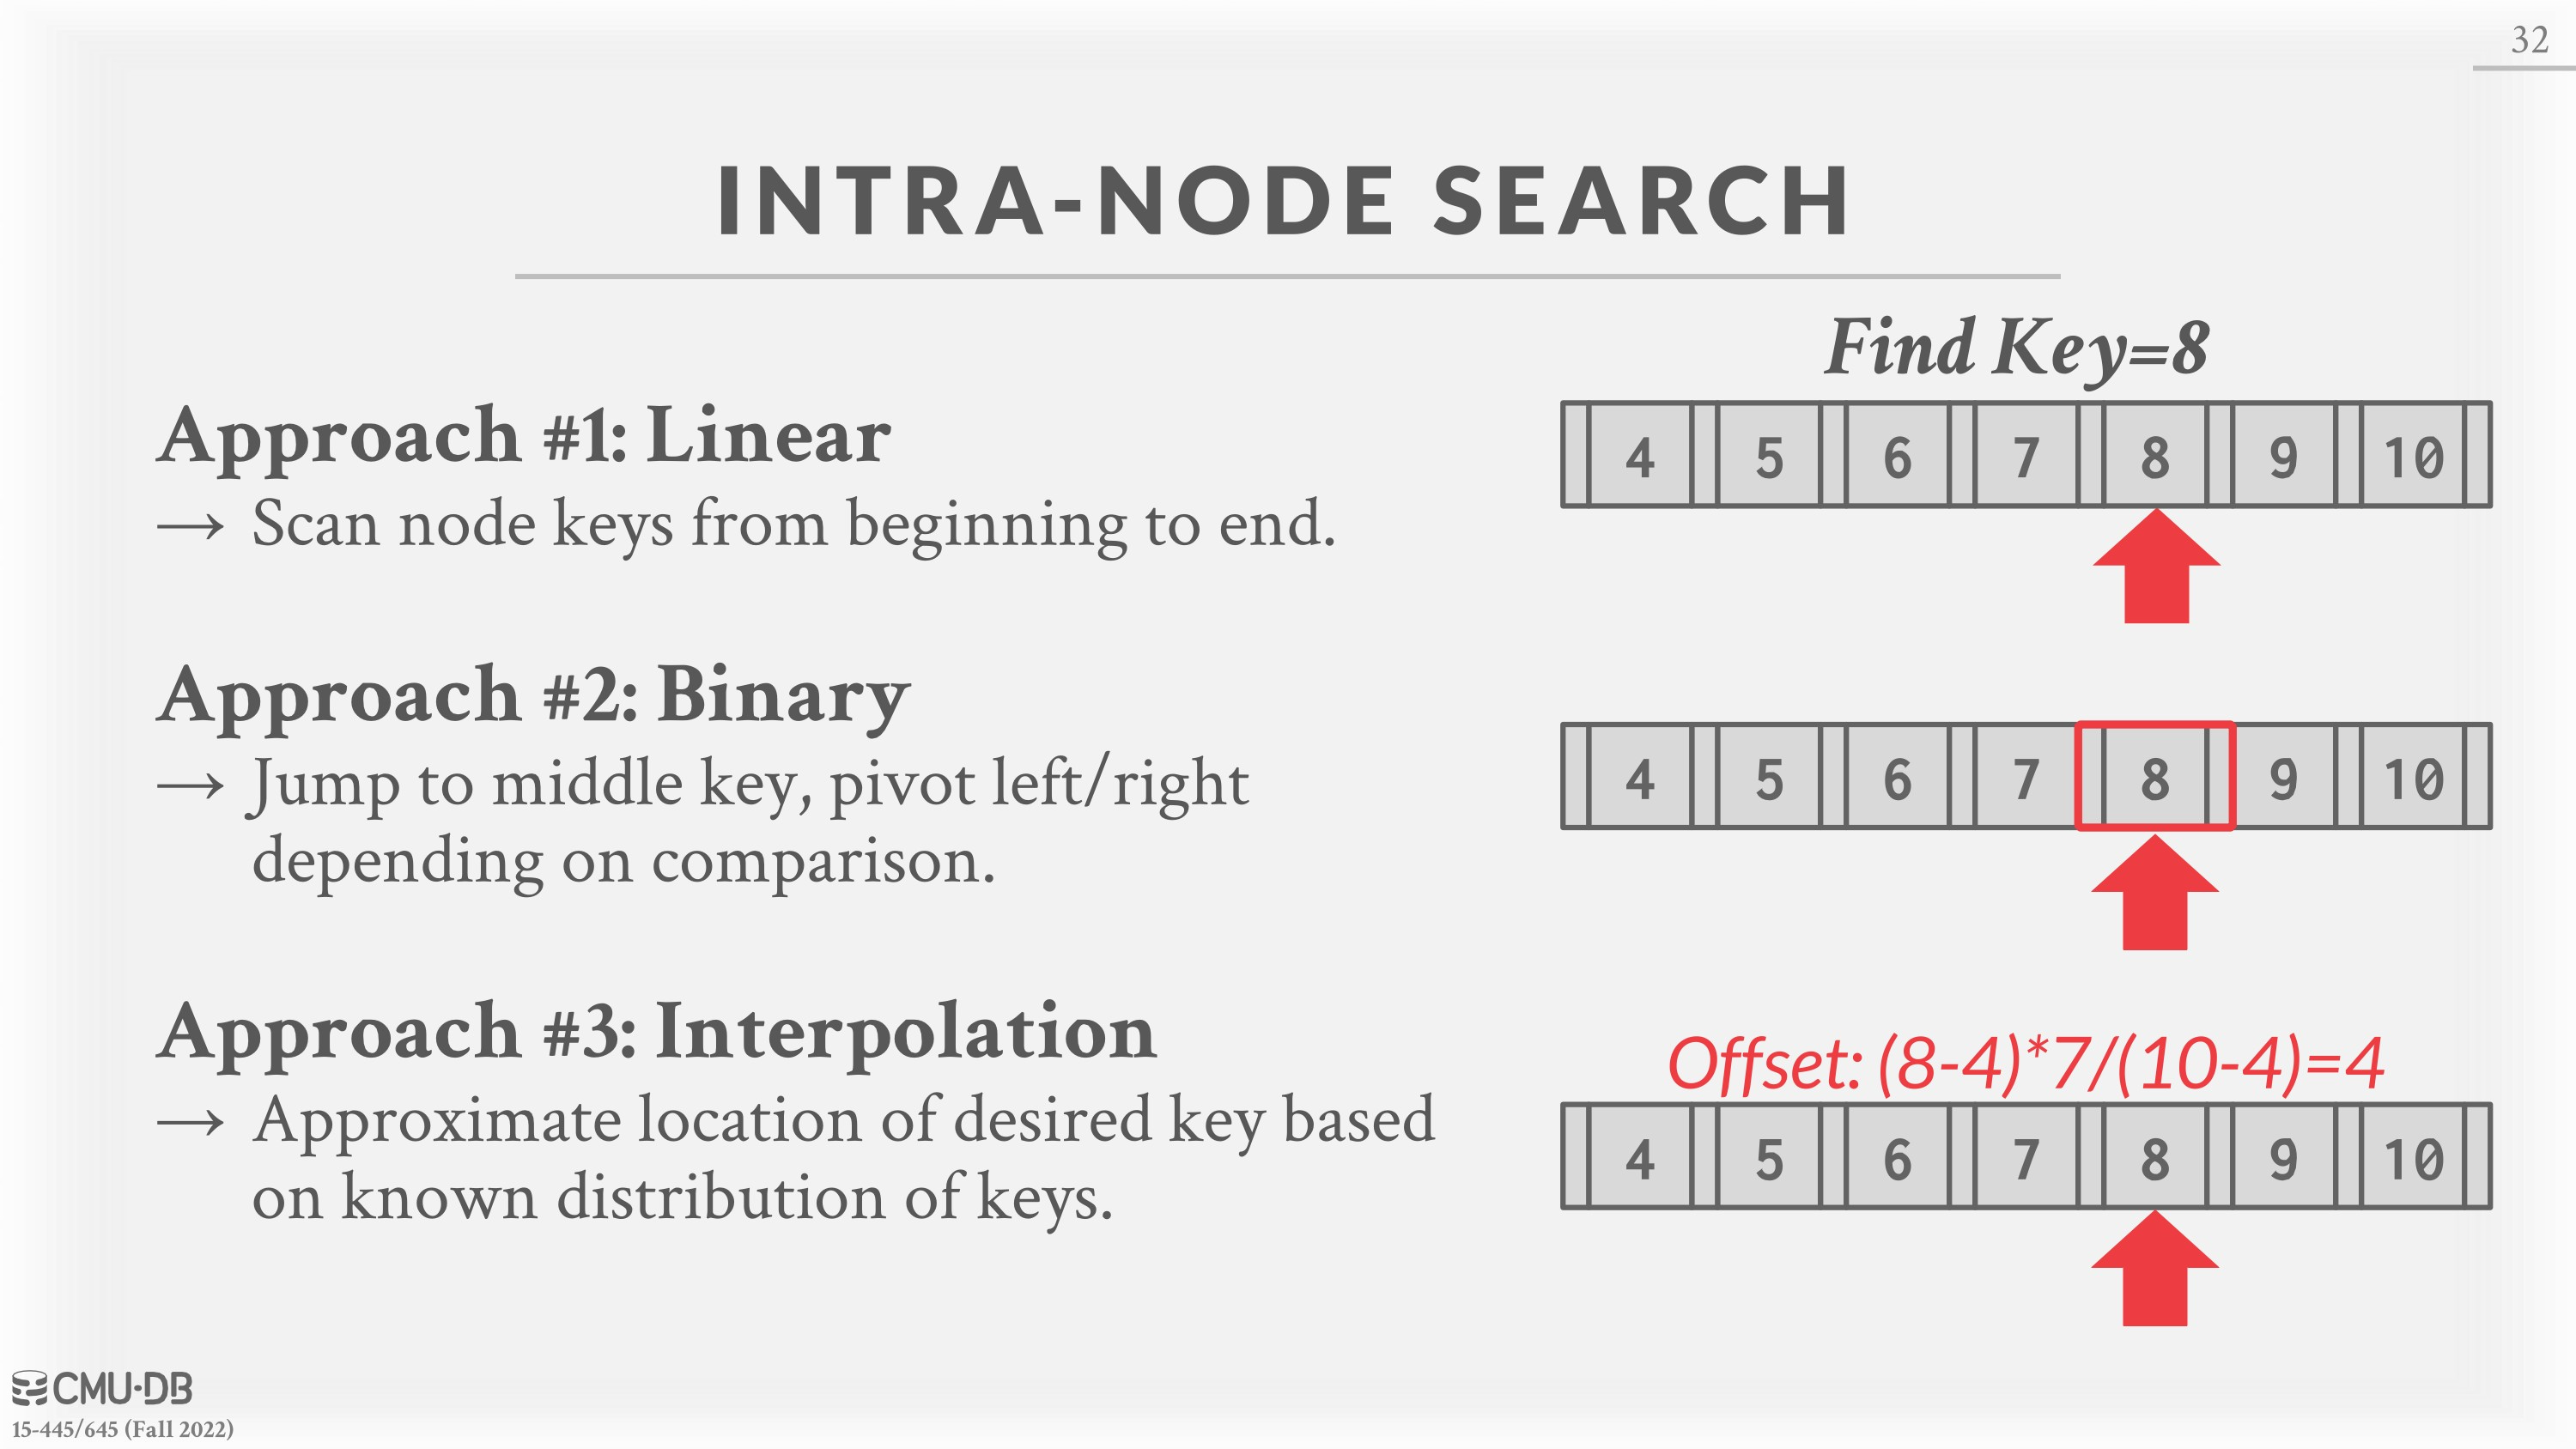 32
INTRA-NODE SEARCH
Find Key=8
Approach #1: Linear
→ Scan node keys from beginning to end.
4 5 6 7 8 9 10
Approach #2: Binary
→ Jump to middle key, pivot left/right
depending on comparison.
4 5 6 7 8 9 10
Approach #3: Interpolation
→ Approximate location of desired key based
on known distribution of keys.
Offset: (8-4)*7/(10-4)=4
4 5 6 7 8 9 10
CMU·DB
15-445/645 (Fall 2022)